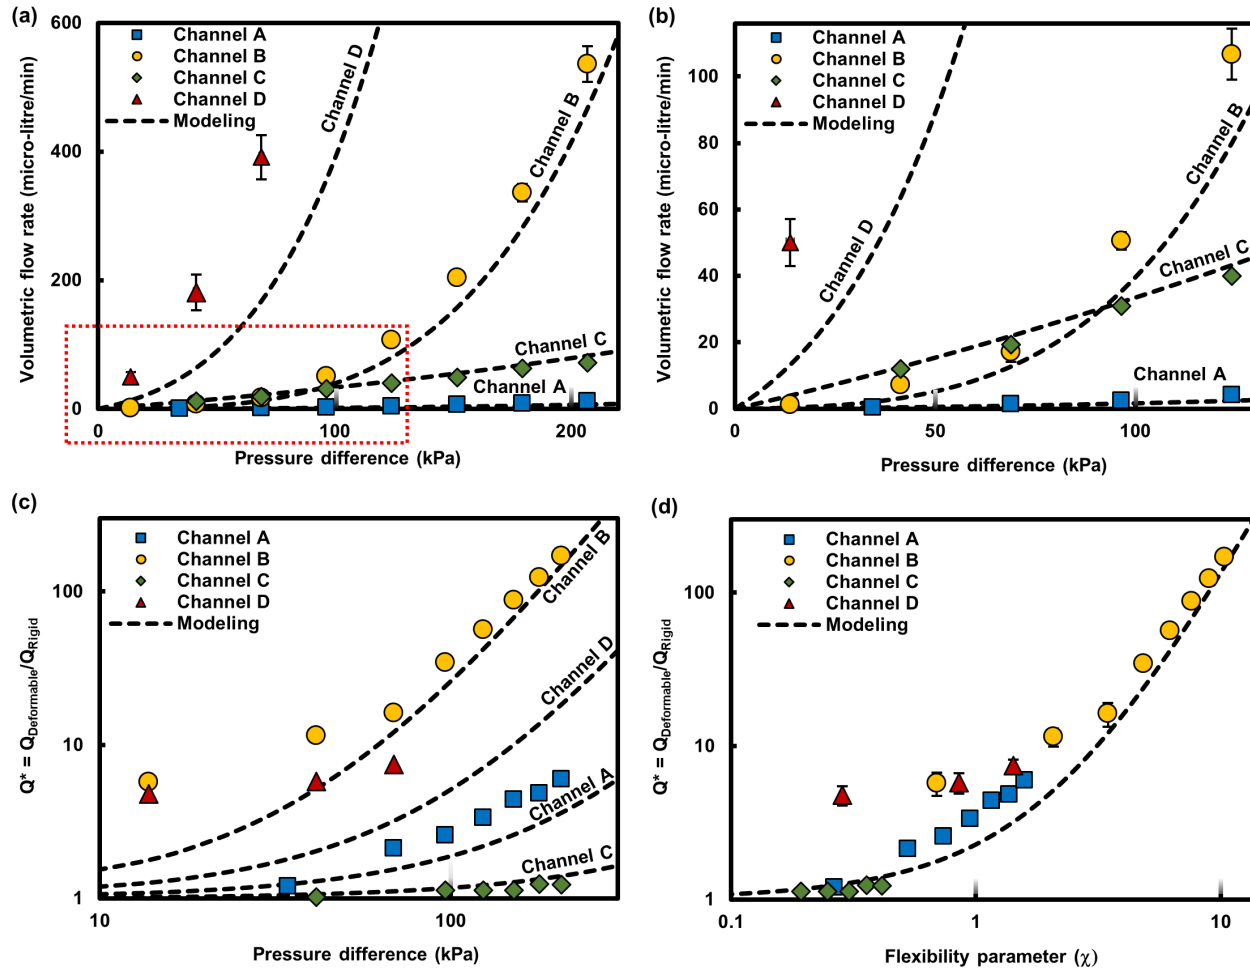 (a)
600
400
200
0
0
100
200
Volumetric flow rate (micro-litre/min)
Pressure difference (kPa)
Channel A
Channel B
Channel C
Channel D
Modeling
Channel D
Channel B
Channel C
Channel A
(b)
100
80
60
40
20
0
0
50
100
Volumetric flow rate (micro-litre/min)
Pressure difference (kPa)
Channel A
Channel B
Channel C
Channel D
Modeling
Channel D
Channel B
Channel C
Channel A
(c)
100
10
1
10
100
Q* = Q_Deformable/Q_Rigid
Pressure difference (kPa)
Channel A
Channel B
Channel C
Channel D
Modeling
Channel B
Channel D
Channel A
Channel C
(d)
100
10
1
0.1
1
10
Q* = Q_Deformable/Q_Rigid
Flexibility parameter (χ)
Channel A
Channel B
Channel C
Channel D
Modeling